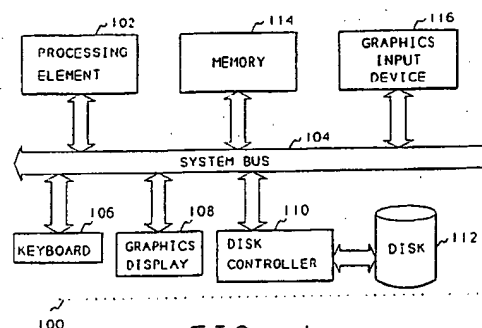 102
PROCESSING
ELEMENT
114
MEMORY
116
GRAPHICS
INPUT
DEVICE
104
SYSTEM BUS
106
KEYBOARD
108
GRAPHICS
DISPLAY
110
DISK
CONTROLLER
DISK
112
100